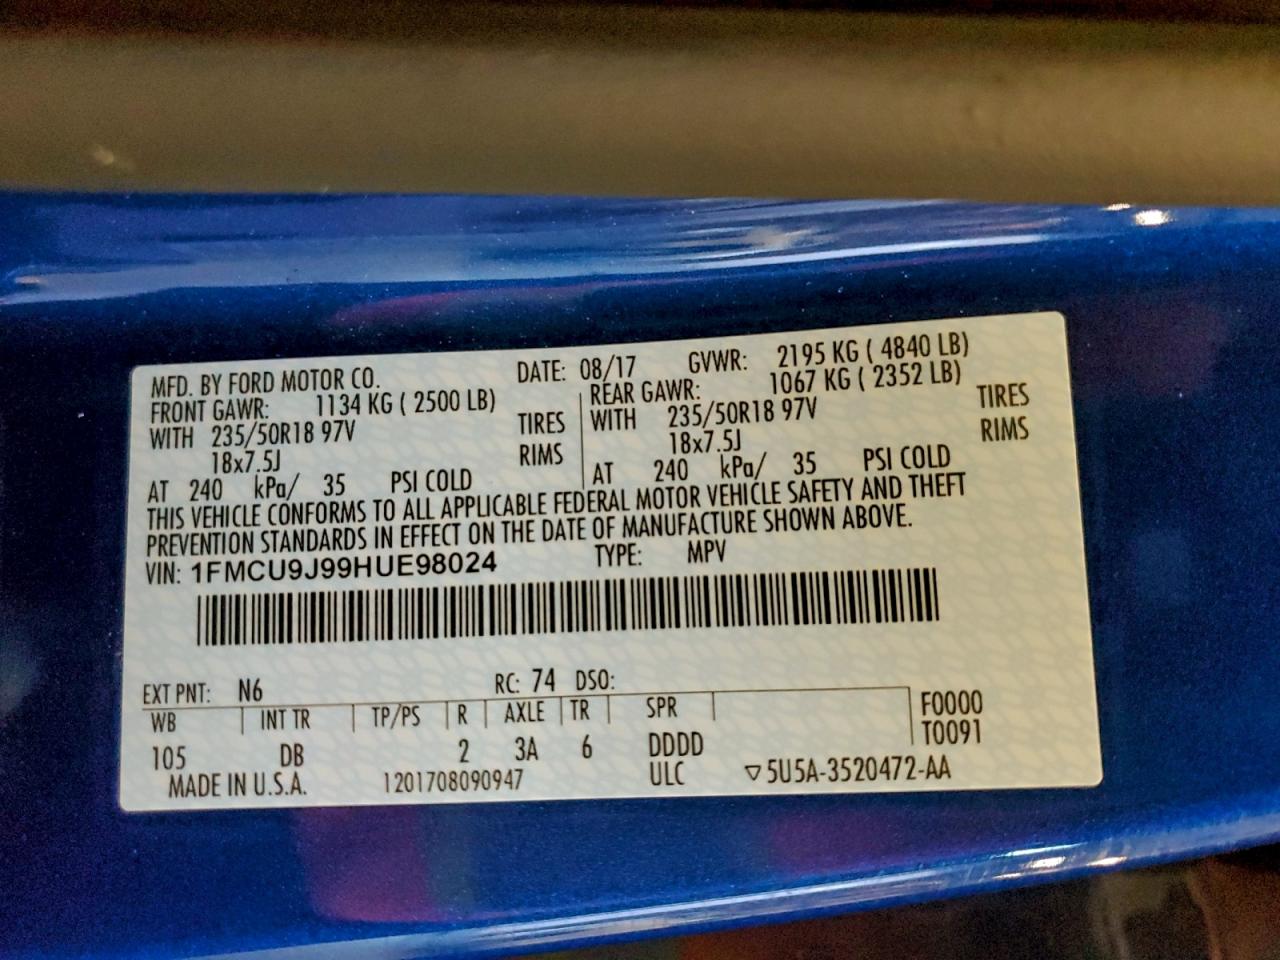 MFD. BY FORD MOTOR CO. DATE: 08/17 GVWR: 2195 KG ( 4840 LB)
FRONT GAWR: 1134 KG ( 2500 LB) REAR GAWR: 1067 KG ( 2352 LB)
WITH 235/50R18 97V TIRES WITH 235/50R18 97V TIRES
18x7.5J RIMS 18x7.5J RIMS
AT 240 kPa/ 35 PSI COLD AT 240 kPa/ 35 PSI COLD
THIS VEHICLE CONFORMS TO ALL APPLICABLE FEDERAL MOTOR VEHICLE SAFETY AND THEFT
PREVENTION STANDARDS IN EFFECT ON THE DATE OF MANUFACTURE SHOWN ABOVE.
VIN: 1FMCU9J99HUE98024 TYPE: MPV
EXT PNT: N6 RC: 74 DSO:
WB INT TR TP/PS R AXLE TR SPR F0000
T0091
105 DB 2 3A 6 DDDD
MADE IN U.S.A. 1201708090947 ULC ▽5U5A-3520472-AA